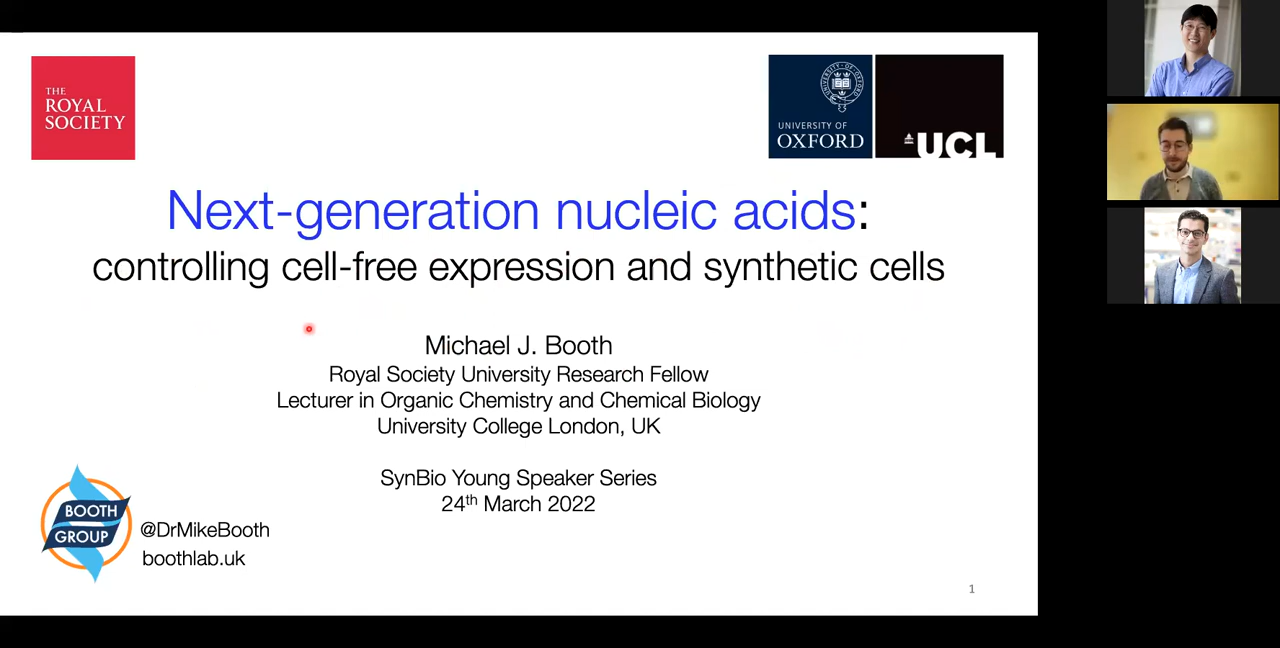 THE
ROYAL
SOCIETY
UNIVERSITY OF
OXFORD
UCL
Next-generation nucleic acids:
controlling cell-free expression and synthetic cells
Michael J. Booth
Royal Society University Research Fellow
Lecturer in Organic Chemistry and Chemical Biology
University College London, UK
SynBio Young Speaker Series
24th March 2022
BOOTH
GROUP
@DrMikeBooth
boothlab.uk
1